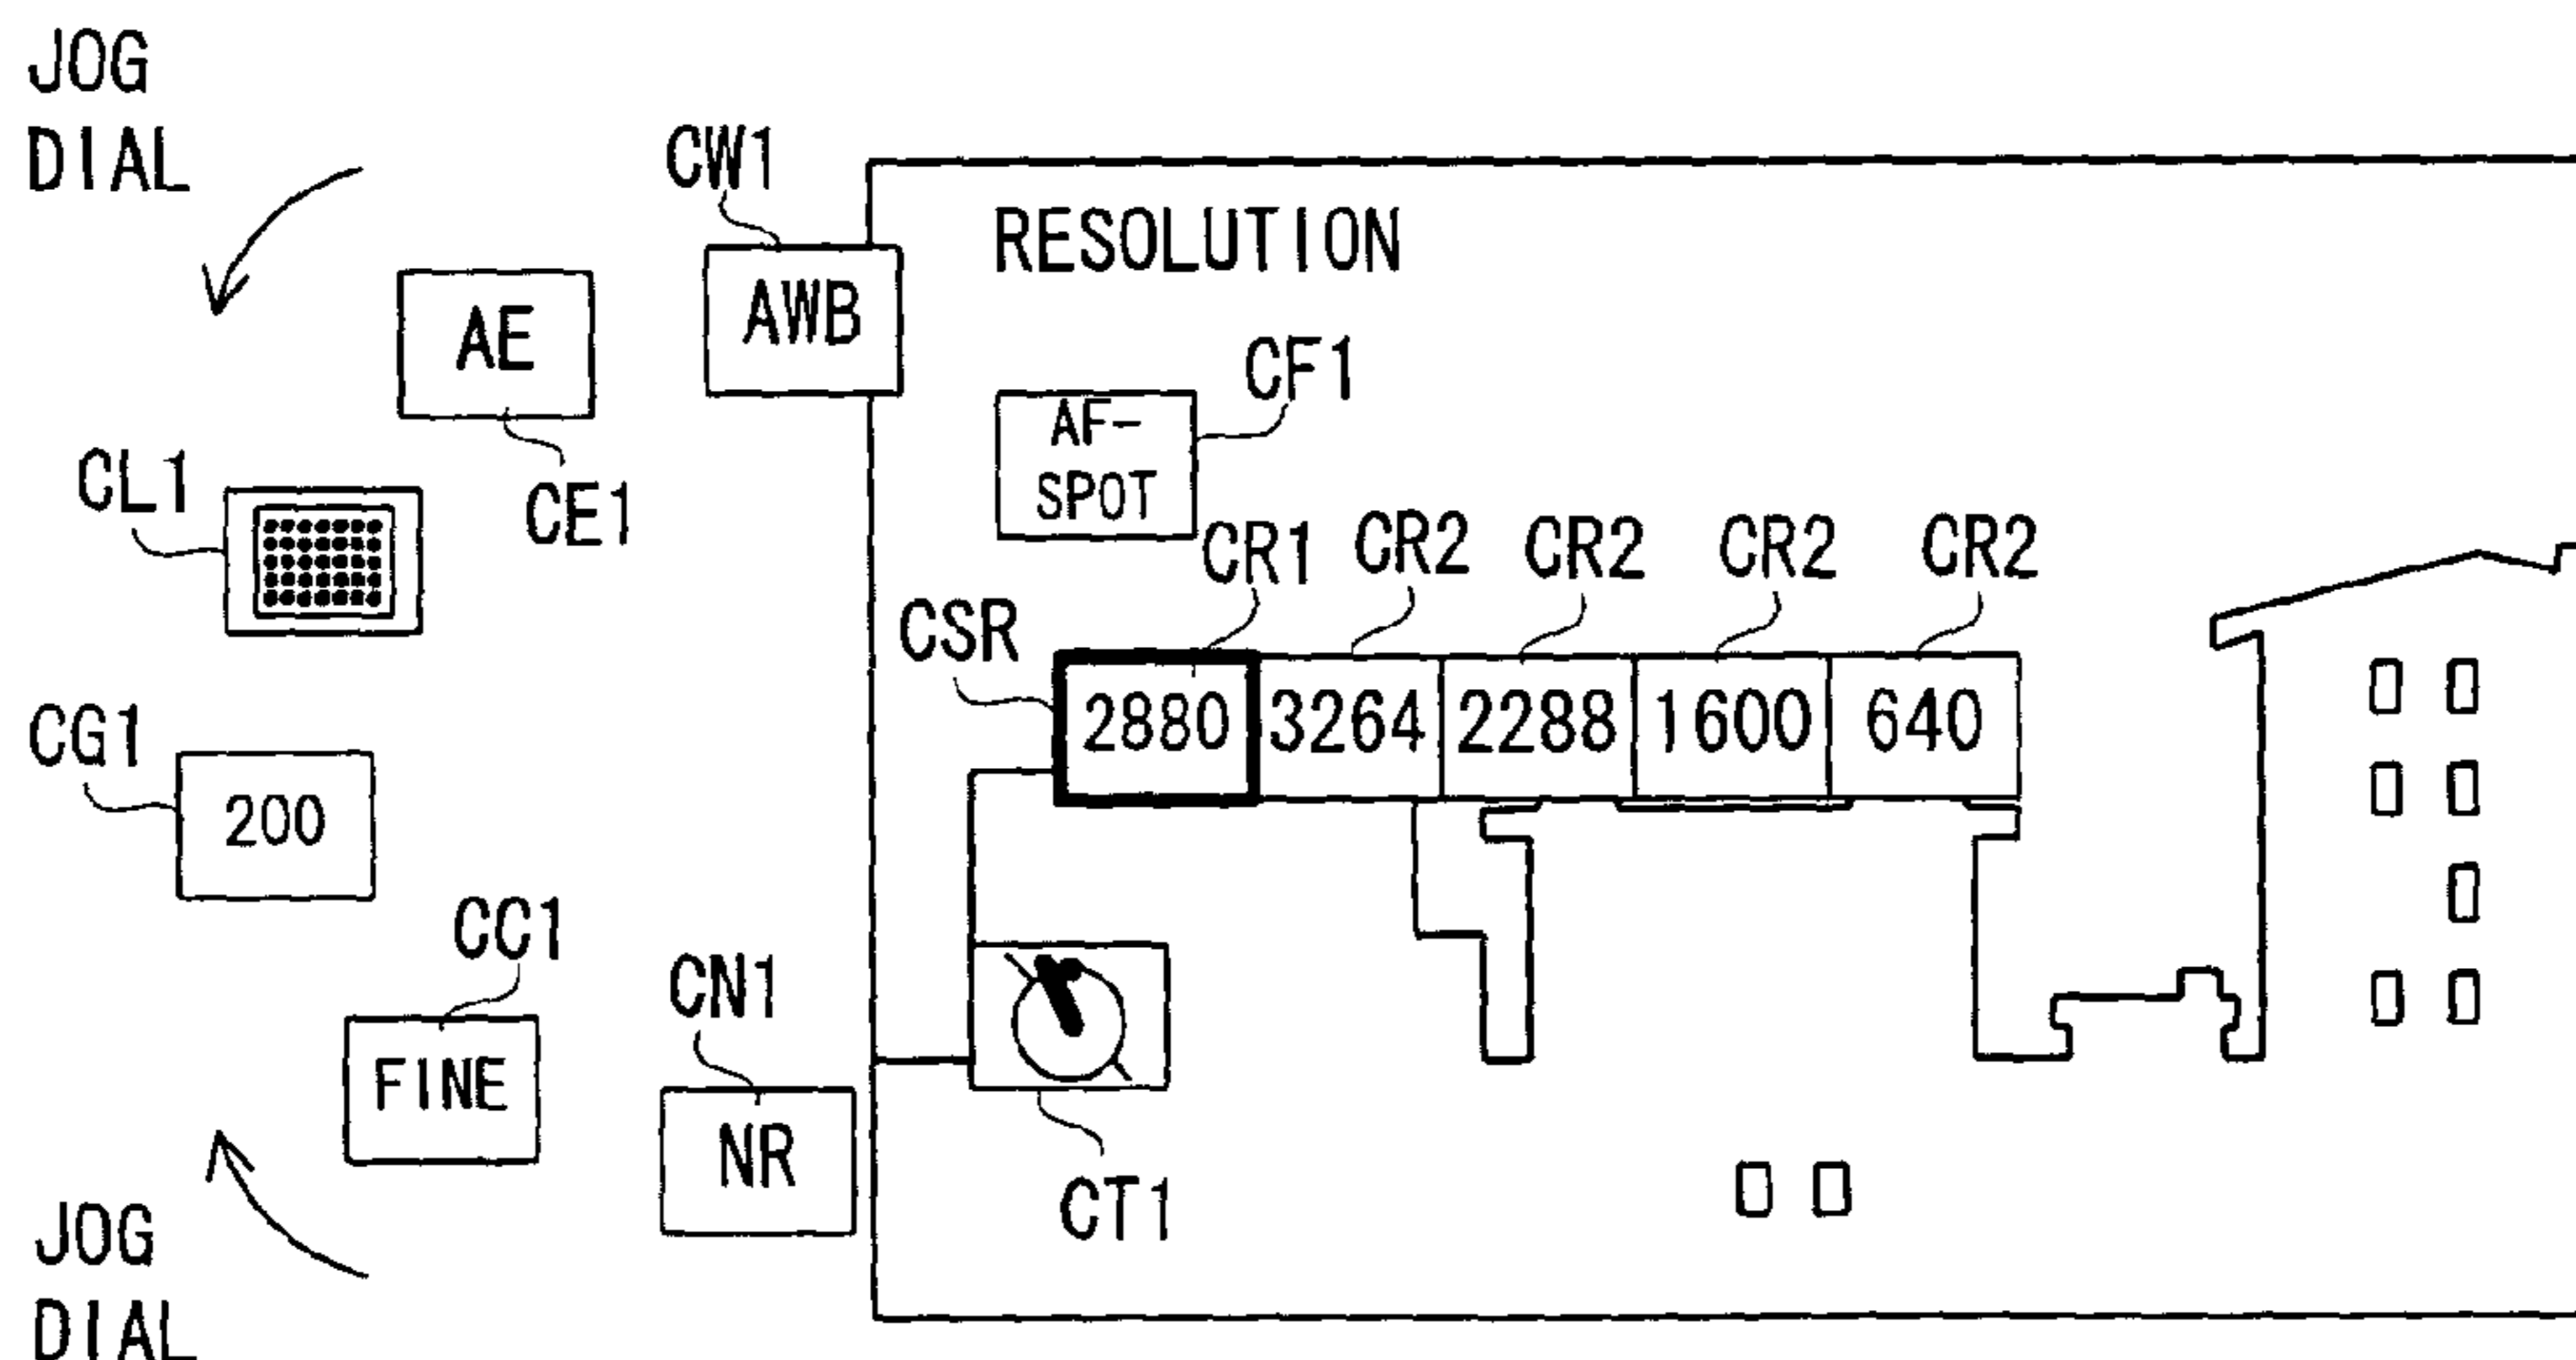 JOG
DIAL
CW1
AWB
RESOLUTION
AE
CE1
CF1
AF-
SPOT
CL1
CR1
CR2
CR2
CR2
CR2
CSR
2880
3264
2288
1600
640
CG1
200
CC1
FINE
CN1
NR
CT1
JOG
DIAL